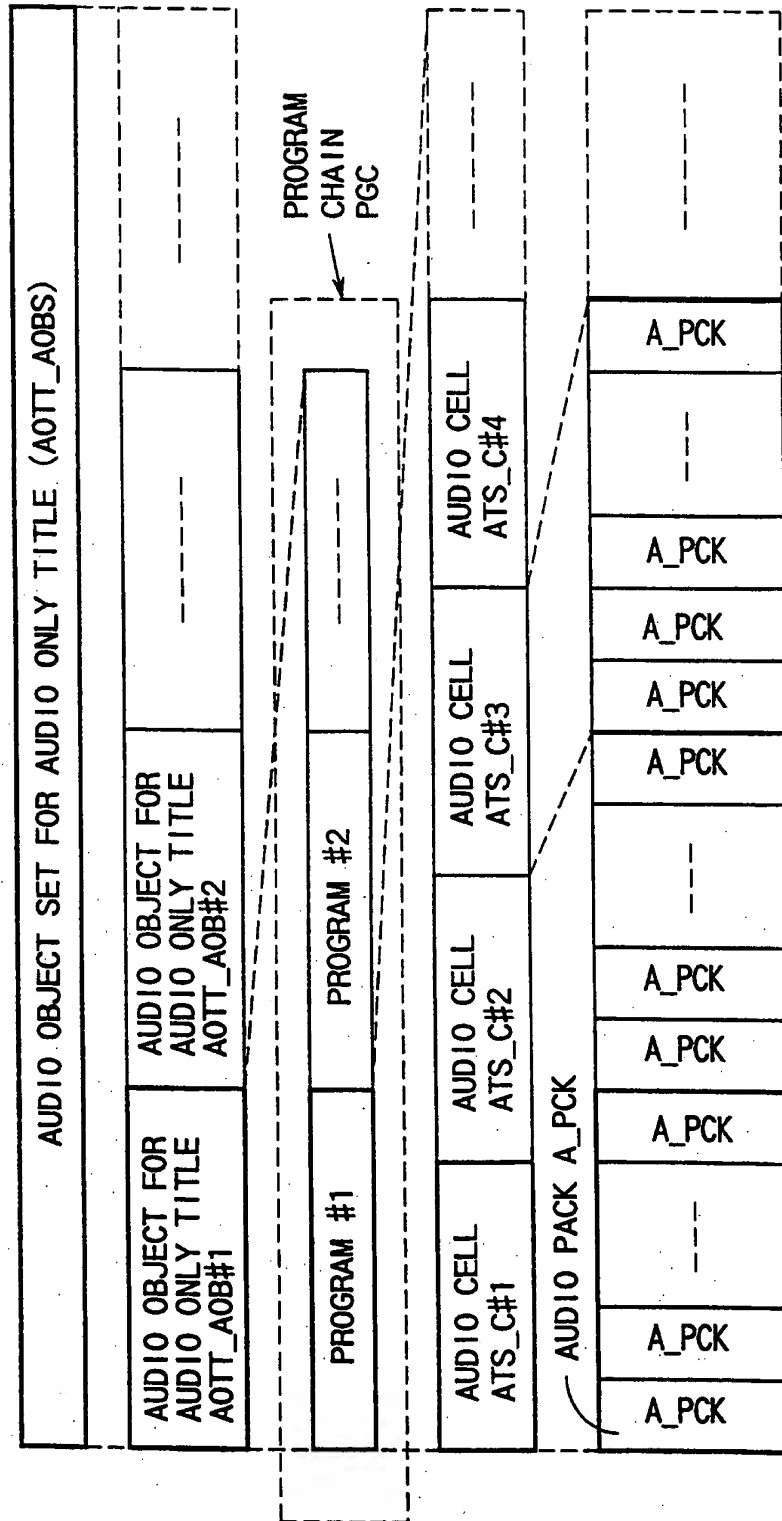 AUDIO OBJECT SET FOR AUDIO ONLY TITLE (AOTT_AOBS)
AUDIO OBJECT FOR
AUDIO ONLY TITLE
AOTT_AOB#1
AUDIO OBJECT FOR
AUDIO ONLY TITLE
AOTT_AOB#2
PROGRAM #1
PROGRAM #2
PROGRAM
CHAIN
PGC
AUDIO CELL
ATS_C#1
AUDIO CELL
ATS_C#2
AUDIO CELL
ATS_C#3
AUDIO CELL
ATS_C#4
AUDIO PACK A_PCK
A_PCK
A_PCK
A_PCK
A_PCK
A_PCK
A_PCK
A_PCK
A_PCK
A_PCK
A_PCK